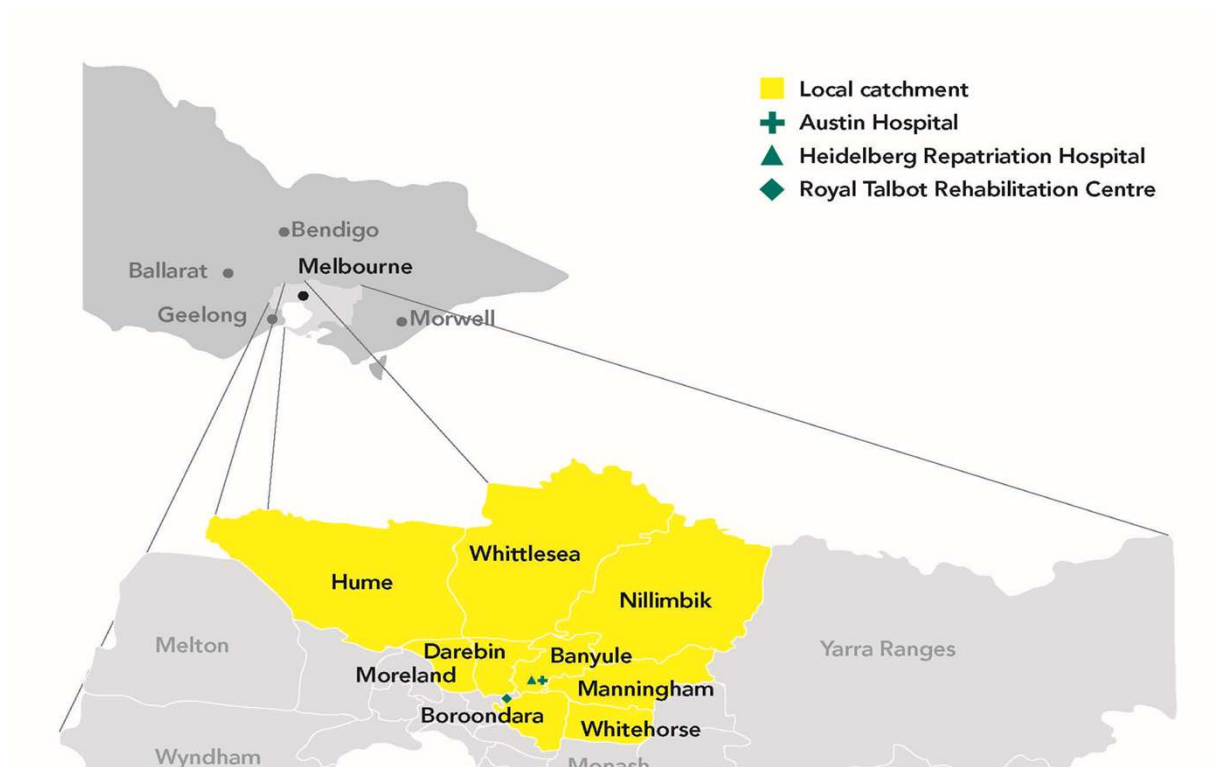 Local catchment
Austin Hospital
Heidelberg Repatriation Hospital
Royal Talbot Rehabilitation Centre
Bendigo
Ballarat
Melbourne
Geelong
Morwell
Whittlesea
Hume
Nillimbik
Melton
Darebin
Banyule
Yarra Ranges
Moreland
Manningham
Boroondara
Whitehorse
Wyndham
Monash